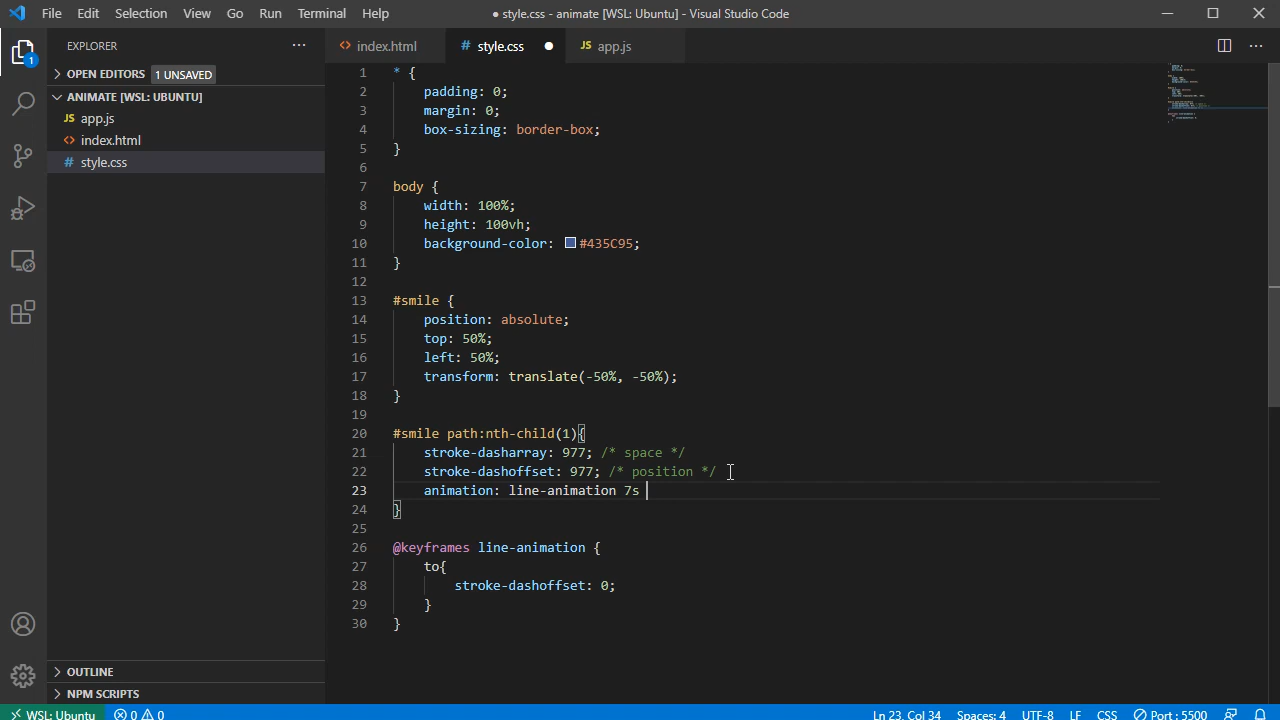 File Edit Selection View Go Run Terminal Help ● style.css - animate [WSL: Ubuntu] - Visual Studio Code
EXPLORER ···
1
OPEN EDITORS 1 UNSAVED
ANIMATE [WSL: UBUNTU]
JS app.js
<> index.html
# style.css
OUTLINE
NPM SCRIPTS
<> index.html # style.css ● JS app.js ···
1 * {
2 padding: 0;
3 margin: 0;
4 box-sizing: border-box;
5 }
6
7 body {
8 width: 100%;
9 height: 100vh;
10 background-color: #435C95;
11 }
12
13 #smile {
14 position: absolute;
15 top: 50%;
16 left: 50%;
17 transform: translate(-50%, -50%);
18 }
19
20 #smile path:nth-child(1){
21 stroke-dasharray: 977; /* space */
22 stroke-dashoffset: 977; /* position */
23 animation: line-animation 7s
24 }
25
26 @keyframes line-animation {
27 to{
28 stroke-dashoffset: 0;
29 }
30 }
WSL: Ubuntu 0 0 Ln 23, Col 34 Spaces: 4 UTF-8 LF CSS Port : 5500